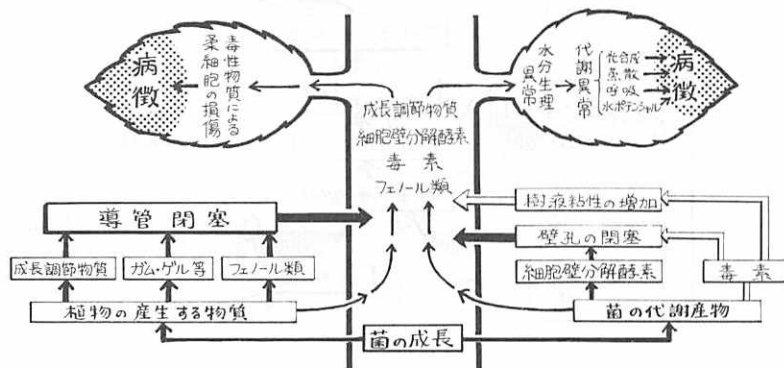 病徴
毒性物質による
柔細胞の損傷
水分生理
異常
代謝異常
光合成
蒸散
呼吸
水ポテンシャル
病徴
成長調節物質
細胞壁分解酵素
毒素
フェノール類
導管閉塞
樹液粘性の増加
壁孔の閉塞
成長調節物質
ガム・ゲル等
フェノール類
細胞壁分解酵素
毒素
植物の産生する物質
菌の代謝産物
菌の成長